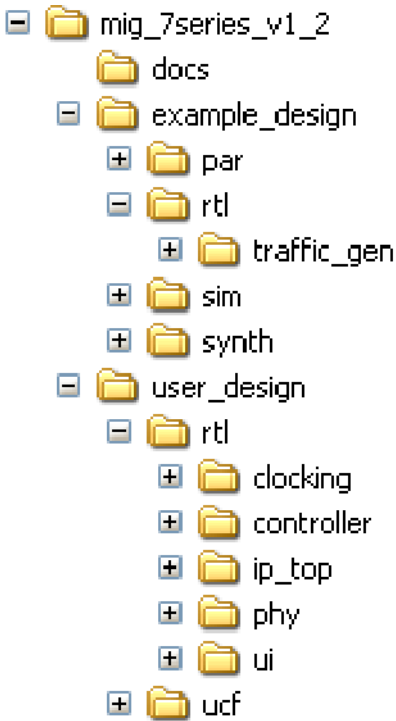 mig_7series_v1_2
docs
example_design
par
rtl
traffic_gen
sim
synth
user_design
rtl
clocking
controller
ip_top
phy
ui
ucf